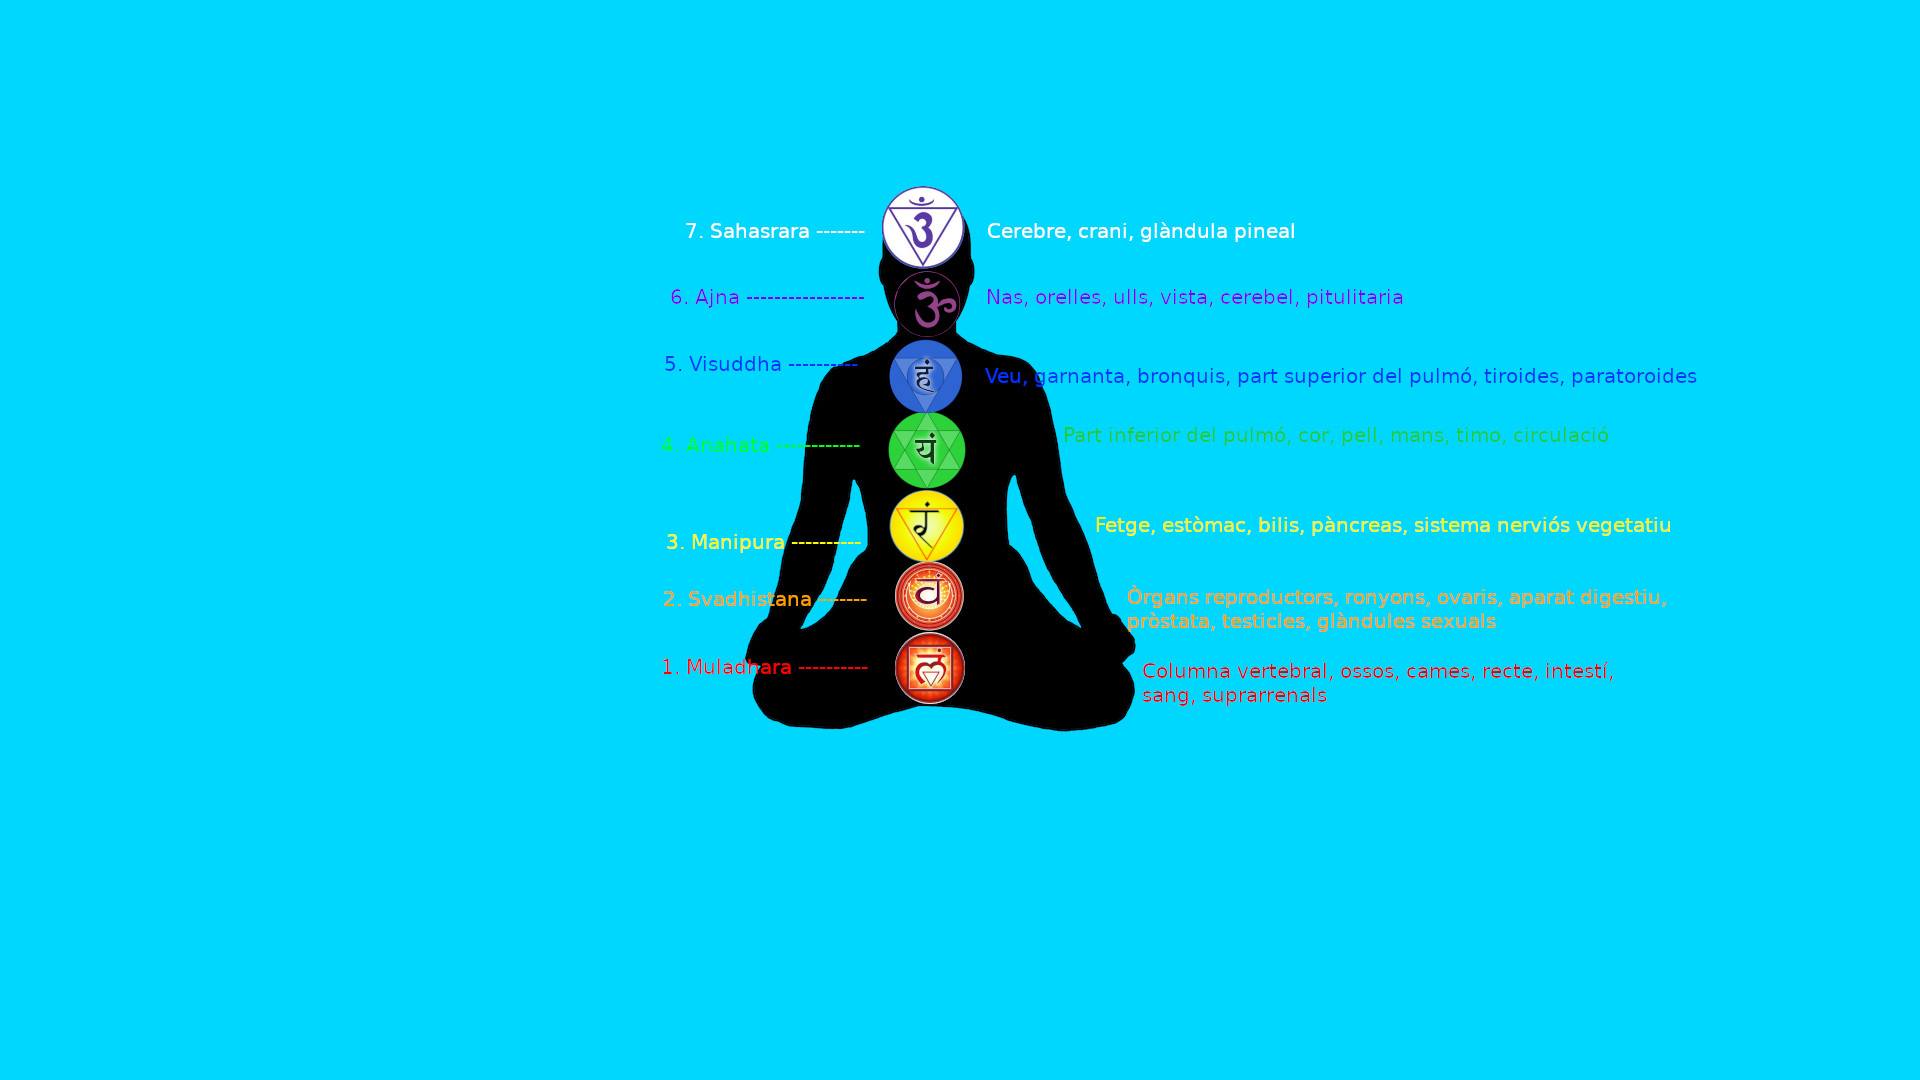 7. Sahasrara -------
Cerebre, crani, glàndula pineal
ॐ
6. Ajna -----------------
Nas, orelles, ulls, vista, cerebel, pitulitaria
ॐ
5. Visuddha ----------
Veu, garnanta, bronquis, part superior del pulmó, tiroides, paratoroides
हं
4. Anahata ------------
Part inferior del pulmó, cor, pell, mans, timo, circulació
यं
3. Manipura ----------
Fetge, estòmac, bilis, pàncreas, sistema nerviós vegetatiu
रं
2. Svadhistana -------
Òrgans reproductors, ronyons, ovaris, aparat digestiu,
pròstata, testicles, glàndules sexuals
वं
1. Muladhara ----------
Columna vertebral, ossos, cames, recte, intestí,
sang, suprarrenals
लं